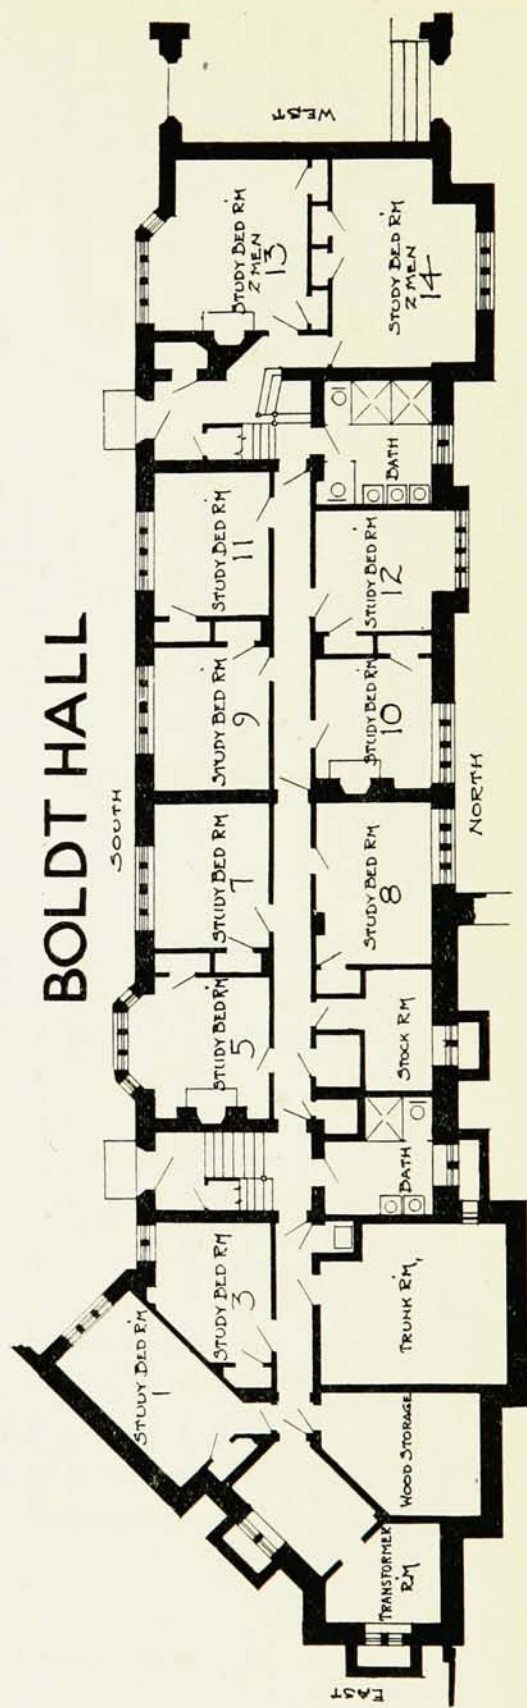 BOLDT HALL
SOUTH
WEST
STUDY BED RM
2 MEN
13
STUDY BED RM
2 MEN
14
BATH
STUDY BED RM
11
STUDY BED RM
12
STUDY BED RM
9
STUDY BED RM
10
NORTH
STUDY BED RM
7
STUDY BED RM
8
STUDY BED RM
5
STOCK RM
BATH
STUDY BED RM
3
TRUNK RM,
STUDY BED RM
1
WOOD STORAGE
TRANSFORMER
RM
EAST